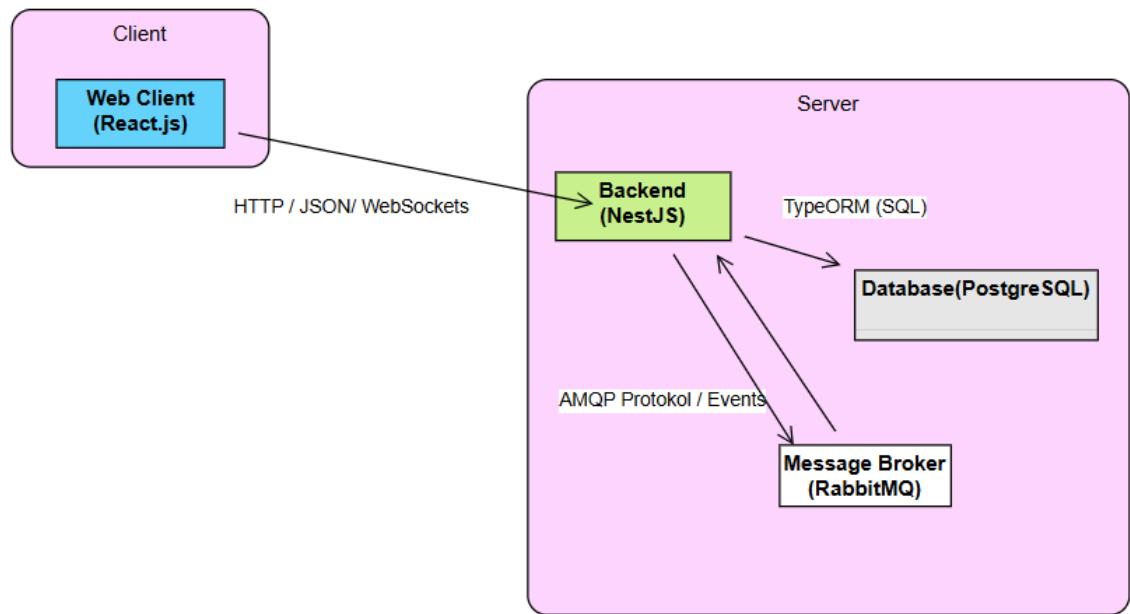 Client
Web Client
(React.js)
Server
Backend
(NestJS)
HTTP / JSON/ WebSockets
TypeORM (SQL)
Database(PostgreSQL)
AMQP Protokol / Events
Message Broker
(RabbitMQ)